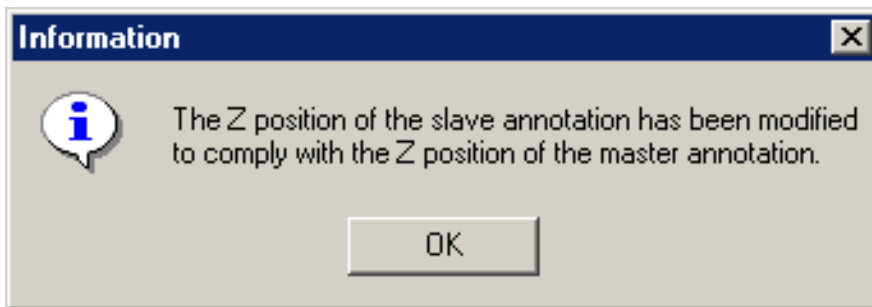 Information
The Z position of the slave annotation has been modified
to comply with the Z position of the master annotation.
OK